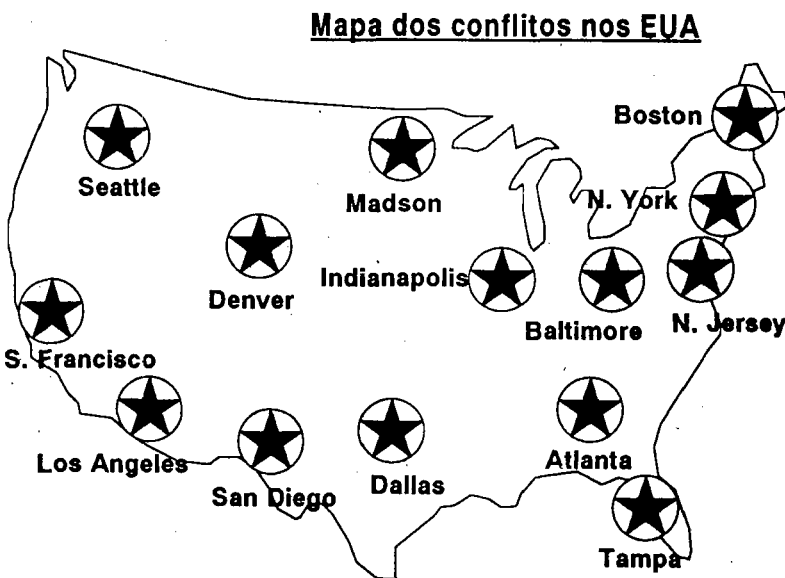 Mapa dos conflitos nos EUA
Boston
Seattle
Madson
N. York
Denver
Indianapolis
Baltimore
N. Jersey
S. Francisco
Los Angeles
San Diego
Dallas
Atlanta
Tampa